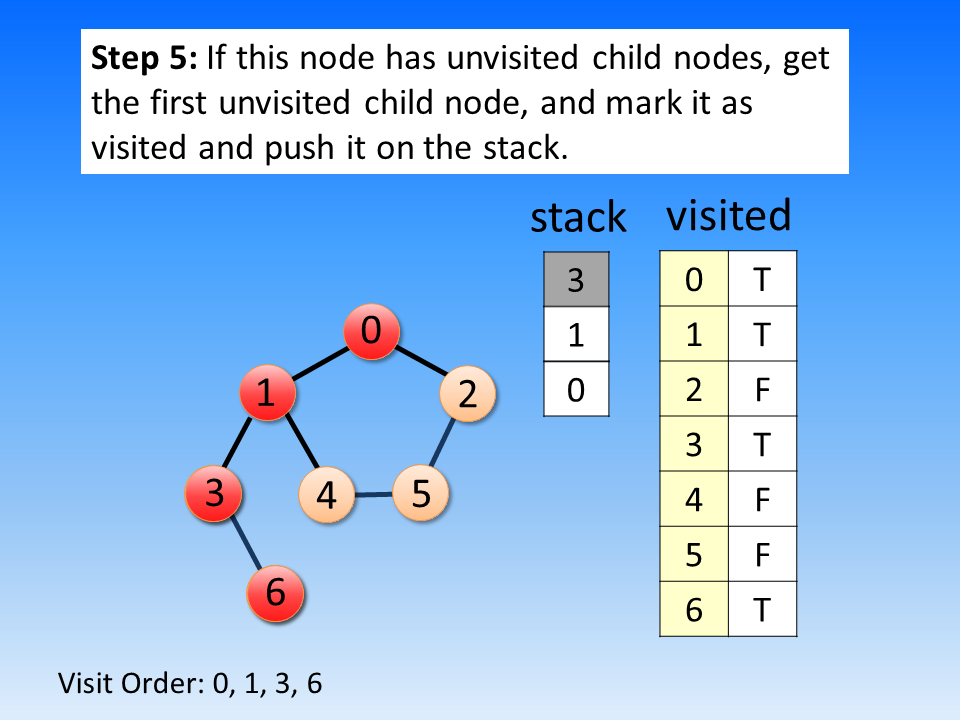 Step 5: If this node has unvisited child nodes, get
the first unvisited child node, and mark it as
visited and push it on the stack.
stack visited
3
1
0
0 T
1 T
2 F
3 T
4 F
5 F
6 T
0
1 2
3 4 5
6
Visit Order: 0, 1, 3, 6